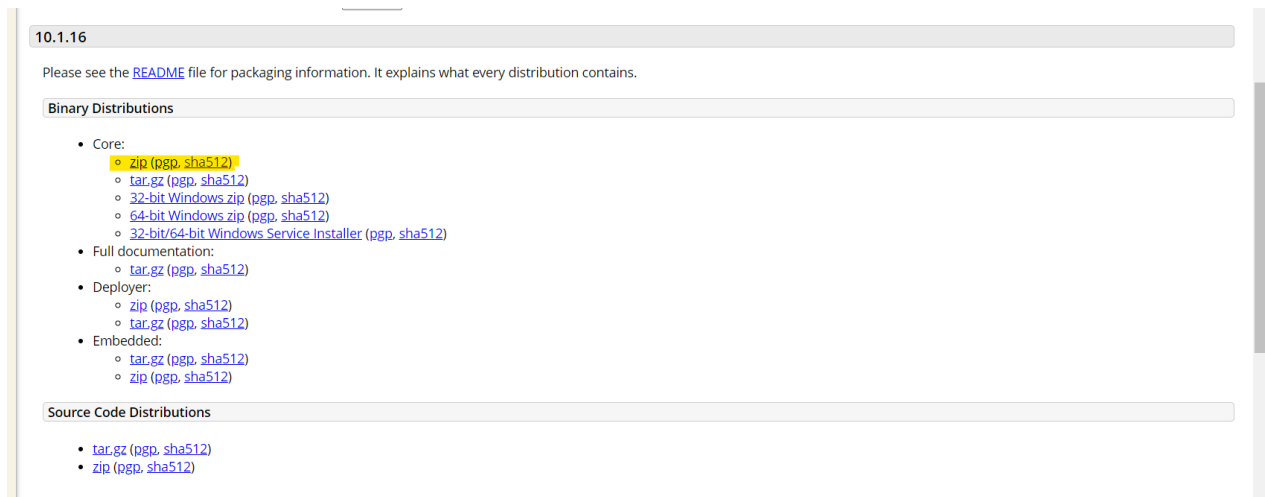 10.1.16
Please see the README file for packaging information. It explains what every distribution contains.
Binary Distributions
Core:
zip (pgp, sha512)
tar.gz (pgp, sha512)
32-bit Windows zip (pgp, sha512)
64-bit Windows zip (pgp, sha512)
32-bit/64-bit Windows Service Installer (pgp, sha512)
Full documentation:
tar.gz (pgp, sha512)
Deployer:
zip (pgp, sha512)
tar.gz (pgp, sha512)
Embedded:
tar.gz (pgp, sha512)
zip (pgp, sha512)
Source Code Distributions
tar.gz (pgp, sha512)
zip (pgp, sha512)